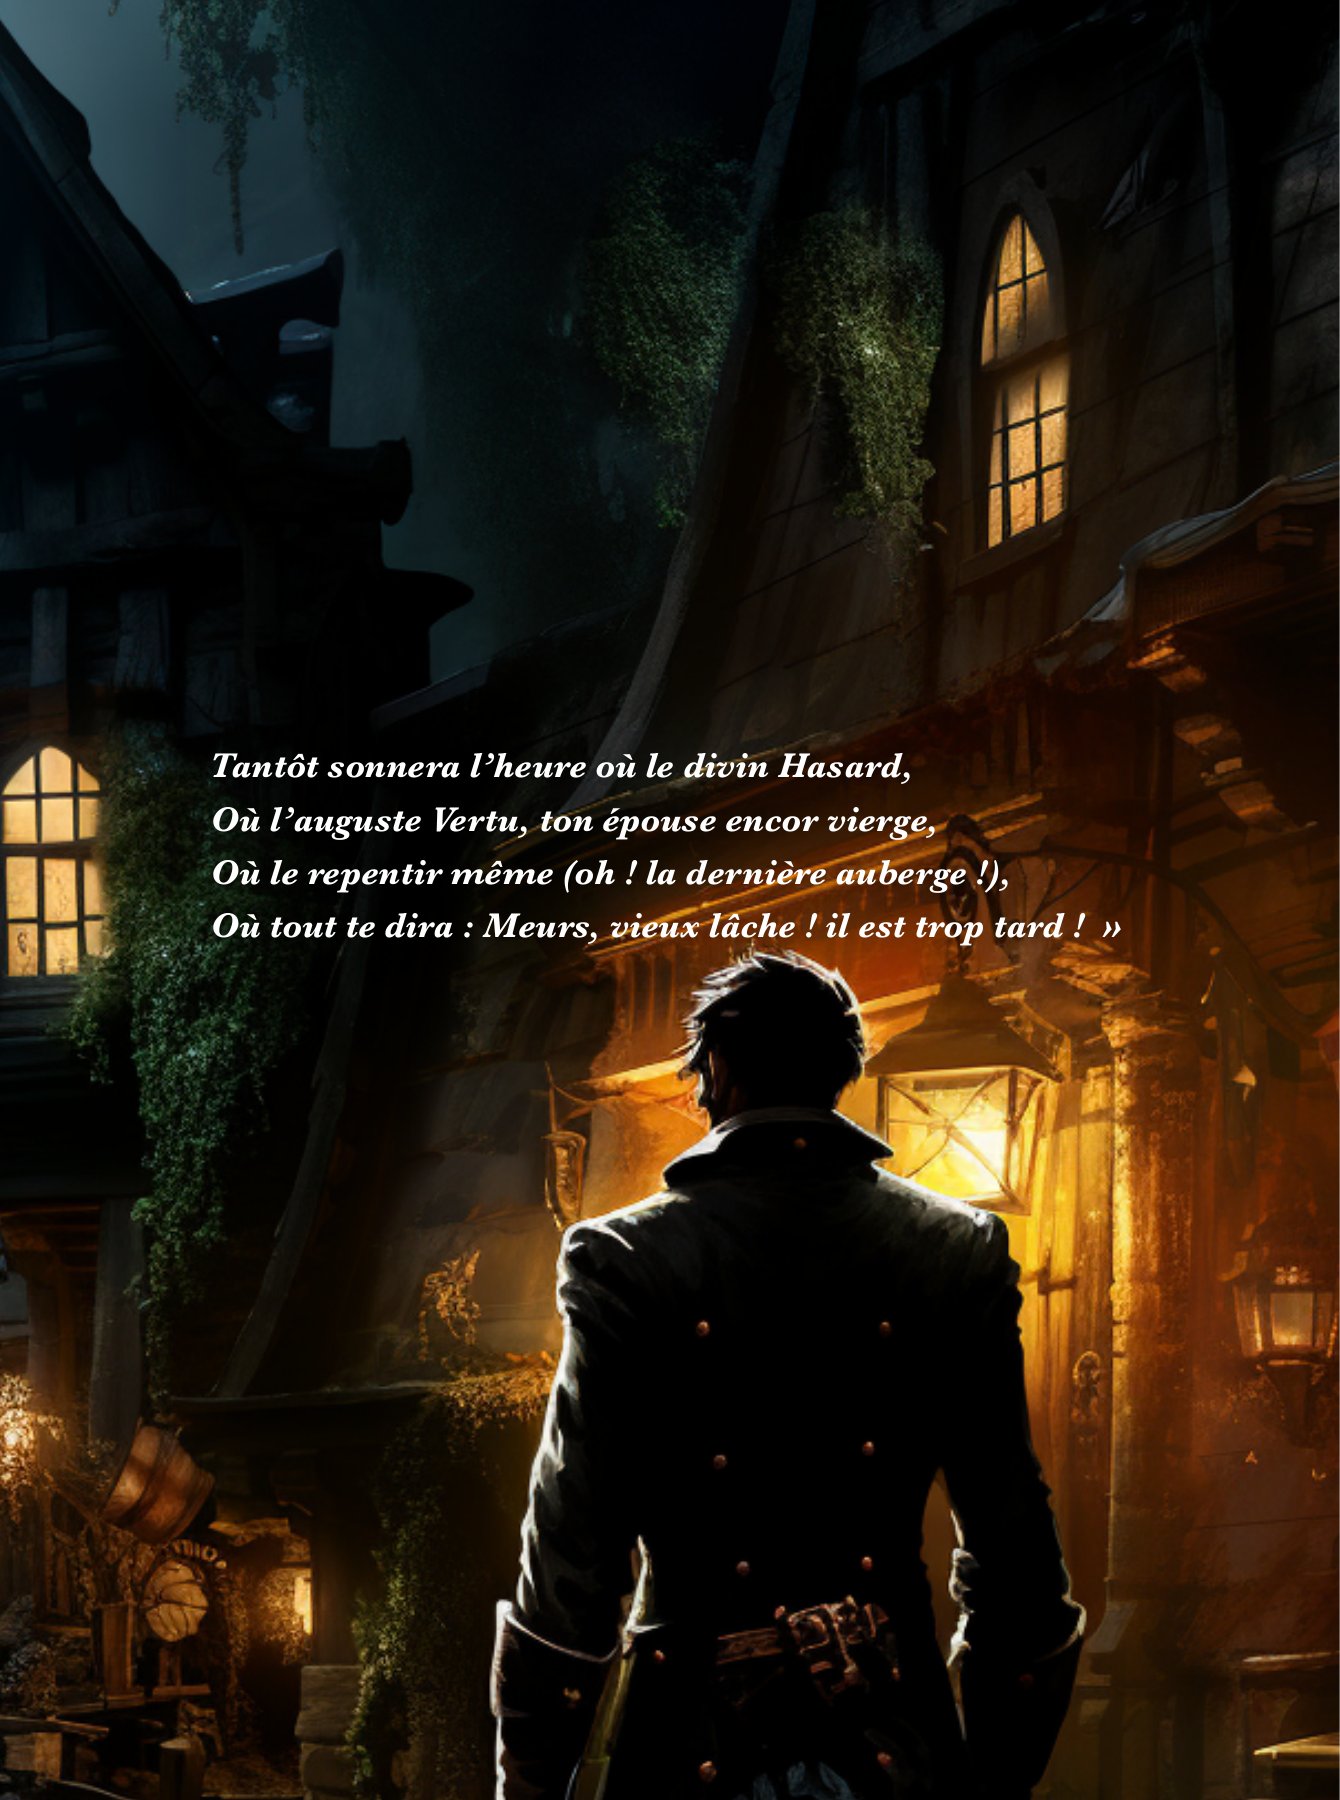 Tantôt sonnera l’heure où le divin Hasard,
Où l’auguste Vertu, ton épouse encor vierge,
Où le repentir même (oh ! la dernière auberge !),
Où tout te dira : Meurs, vieux lâche ! il est trop tard ! »